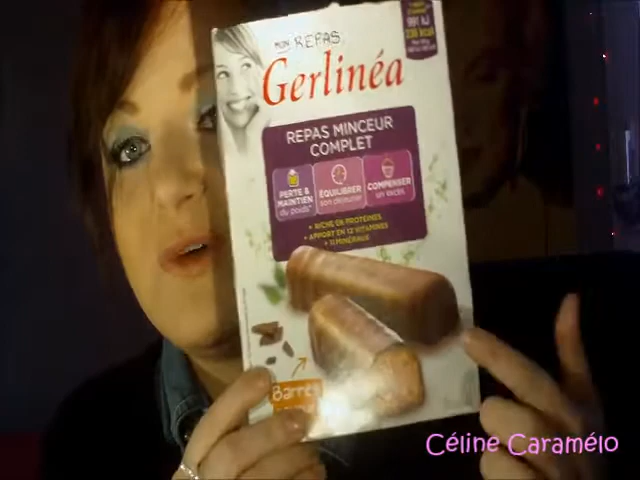 MON REPAS
Gerlinéa
REPAS MINCEUR
COMPLET
PERTE &
MAINTIEN
du poids*
ÉQUILIBRER
son déjeuner
COMPENSER
un excès
• RICHE EN PROTÉINES
• APPORT EN 12 VITAMINES
• 11 MINÉRAUX
Barres
Céline Caramélo